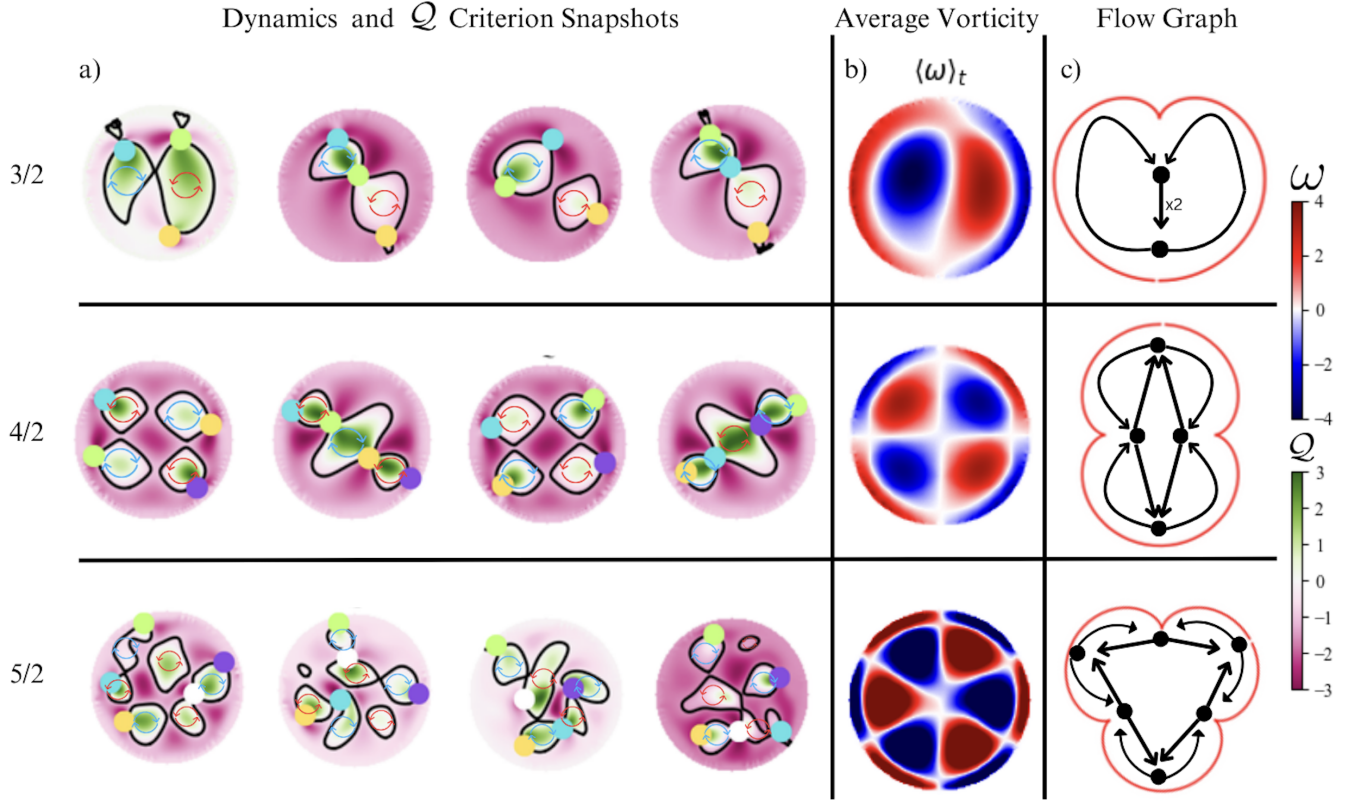 Dynamics and 𝒬 Criterion Snapshots
Average Vorticity
Flow Graph
a)
b) ⟨ω⟩t
c)
3/2
x2
ω
4
2
0
−2
−4
4/2
𝒬
3
2
1
0
−1
−2
−3
5/2